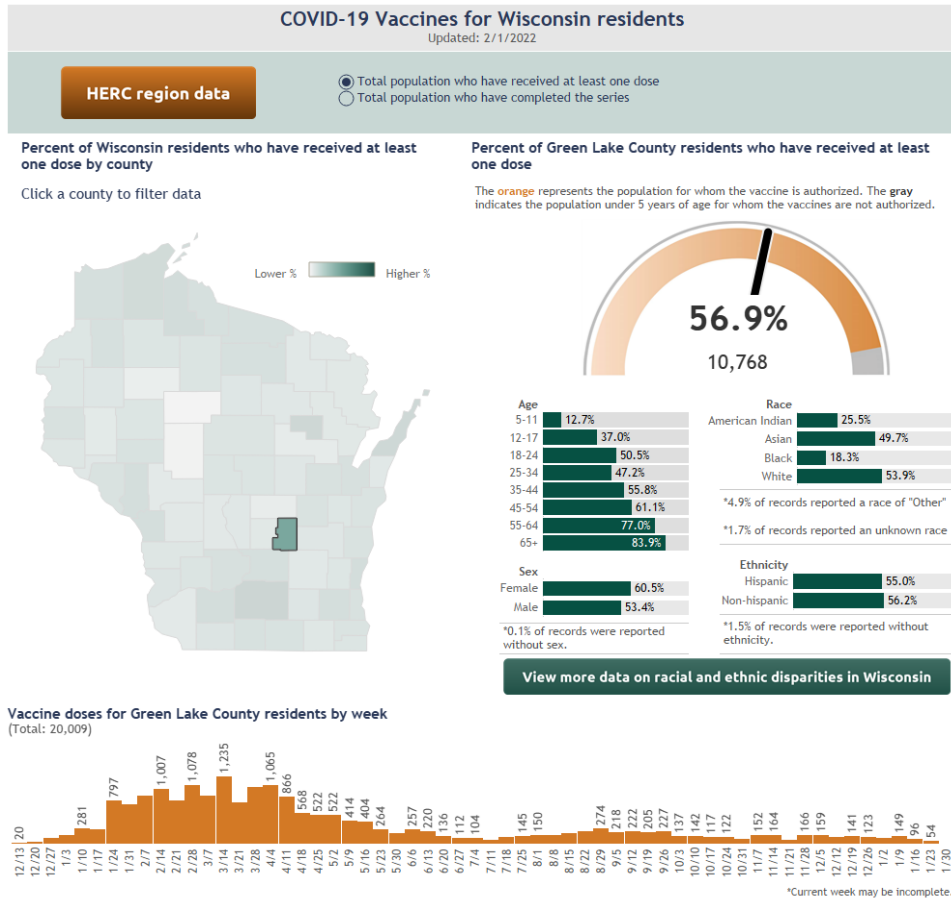 COVID-19 Vaccines for Wisconsin residents
Updated: 2/1/2022
HERC region data
Total population who have received at least one dose
Total population who have completed the series
Percent of Wisconsin residents who have received at least
one dose by county
Click a county to filter data
Lower %
Higher %
Percent of Green Lake County residents who have received at least
one dose
The orange represents the population for whom the vaccine is authorized. The gray
indicates the population under 5 years of age for whom the vaccines are not authorized.
56.9%
10,768
Age
5-11 12.7%
12-17 37.0%
18-24 50.5%
25-34 47.2%
35-44 55.8%
45-54 61.1%
55-64 77.0%
65+ 83.9%
Sex
Female 60.5%
Male 53.4%
*0.1% of records were reported
without sex.
Race
American Indian 25.5%
Asian 49.7%
Black 18.3%
White 53.9%
*4.9% of records reported a race of "Other"
*1.7% of records reported an unknown race
Ethnicity
Hispanic 55.0%
Non-hispanic 56.2%
*1.5% of records were reported without
ethnicity.
View more data on racial and ethnic disparities in Wisconsin
Vaccine doses for Green Lake County residents by week
(Total: 20,009)
20 281 797 1,007 1,078 1,235 1,065 866 568 522 522 414 404 264 257 220 136 112 104 145 150 274 218 222 205 227 137 142 117 122 152 164 166 159 141 123 149 96 54
12/13 12/20 12/27 1/3 1/10 1/17 1/24 1/31 2/7 2/14 2/21 2/28 3/7 3/14 3/21 3/28 4/4 4/11 4/18 4/25 5/2 5/9 5/16 5/23 5/30 6/6 6/13 6/20 6/27 7/4 7/11 7/18 7/25 8/1 8/8 8/15 8/22 8/29 9/5 9/12 9/19 9/26 10/3 10/10 10/17 10/24 10/31 11/7 11/14 11/21 11/28 12/5 12/12 12/19 12/26 1/2 1/9 1/16 1/23 1/30
*Current week may be incomplete.